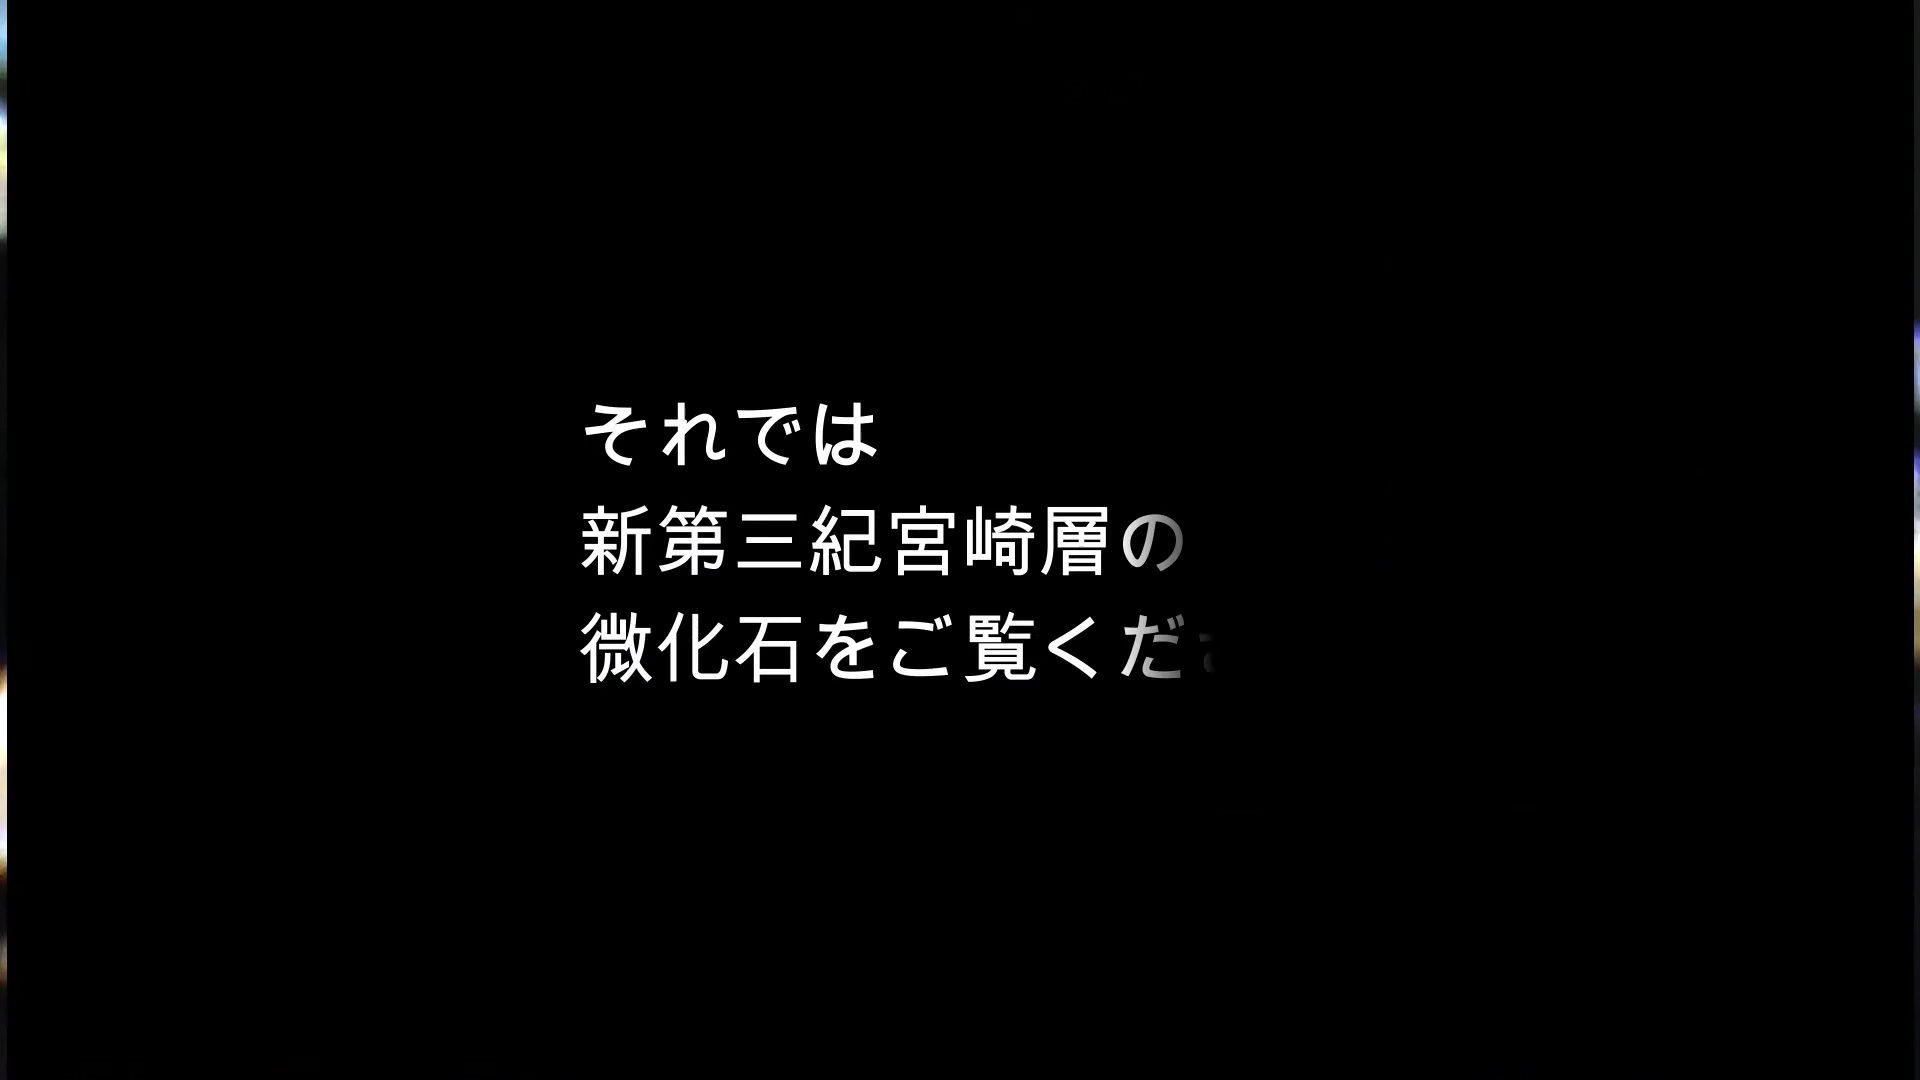 それでは
新第三紀宮崎層の
微化石をご覧くださ